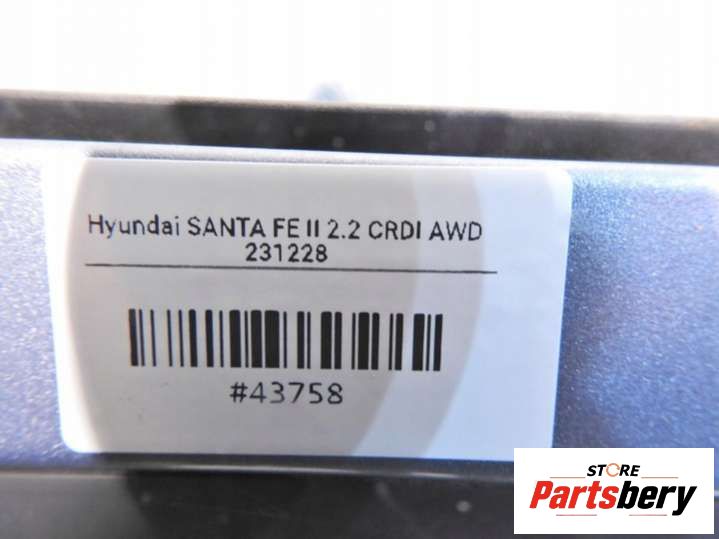 Hyundai SANTA FE II 2.2 CRDI AWD
231228
#43758
STORE
Partsbery